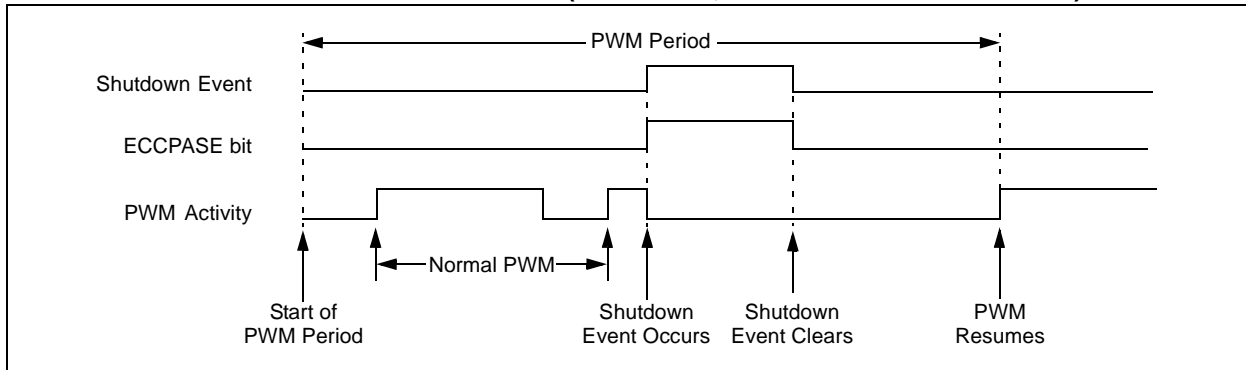 PWM Period
Shutdown Event
ECCPASE bit
PWM Activity
Normal PWM
Start of
PWM Period
Shutdown
Event Occurs
Shutdown
Event Clears
PWM
Resumes